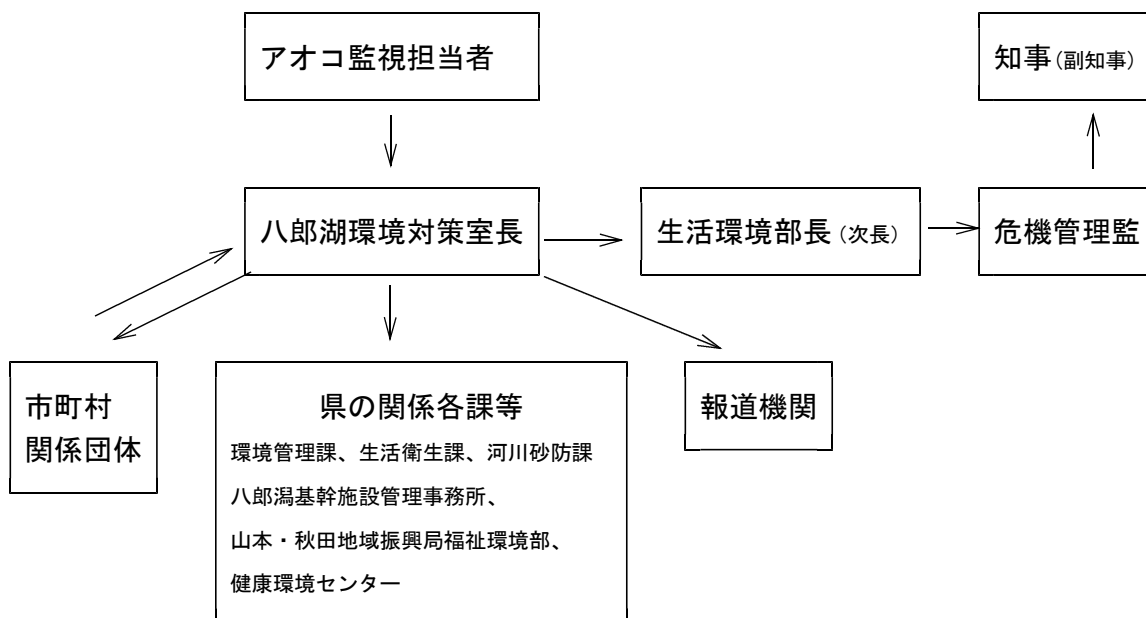 アオコ監視担当者
知事(副知事)
八郎湖環境対策室長
生活環境部長(次長)
危機管理監
市町村
関係団体
県の関係各課等
環境管理課、生活衛生課、河川砂防課
八郎潟基幹施設管理事務所、
山本・秋田地域振興局福祉環境部、
健康環境センター
報道機関